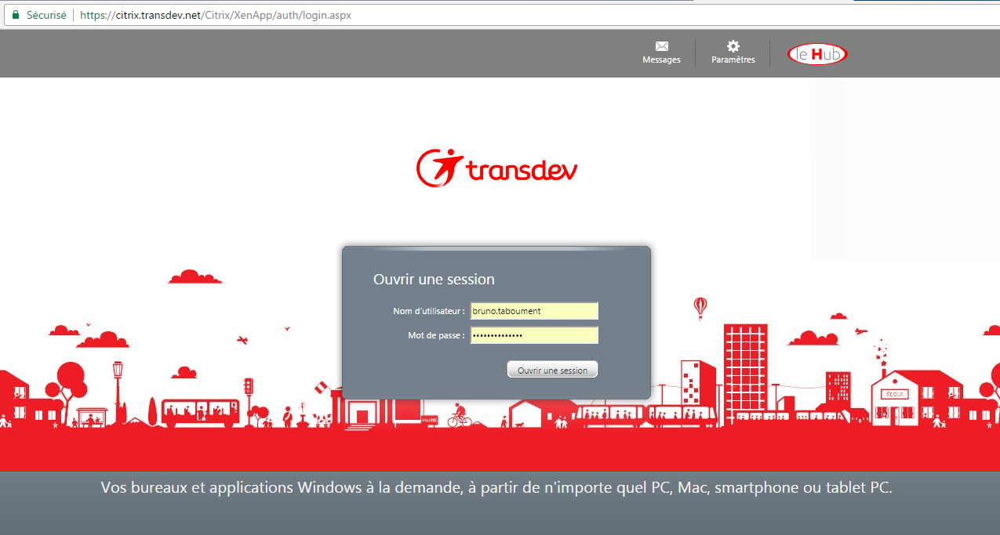 Sécurisé https://citrix.transdev.net/Citrix/XenApp/auth/login.aspx
Messages Paramètres le Hub
transdev
Ouvrir une session
Nom d'utilisateur : bruno.taboument
Mot de passe : ••••••••••••••
Ouvrir une session
ÉCOLE
MAIRIE
Vos bureaux et applications Windows à la demande, à partir de n'importe quel PC, Mac, smartphone ou tablet PC.